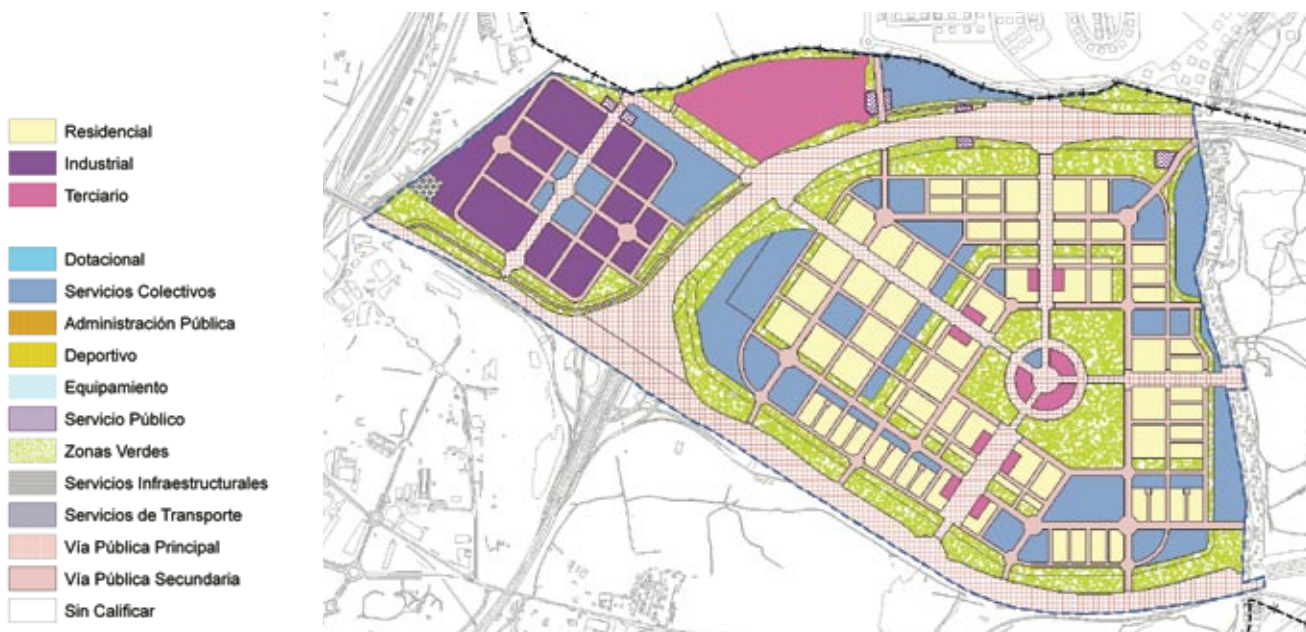 Residencial
Industrial
Terciario
Dotacional
Servicios Colectivos
Administración Pública
Deportivo
Equipamiento
Servicio Público
Zonas Verdes
Servicios Infraestructurales
Servicios de Transporte
Vía Pública Principal
Vía Pública Secundaria
Sin Calificar